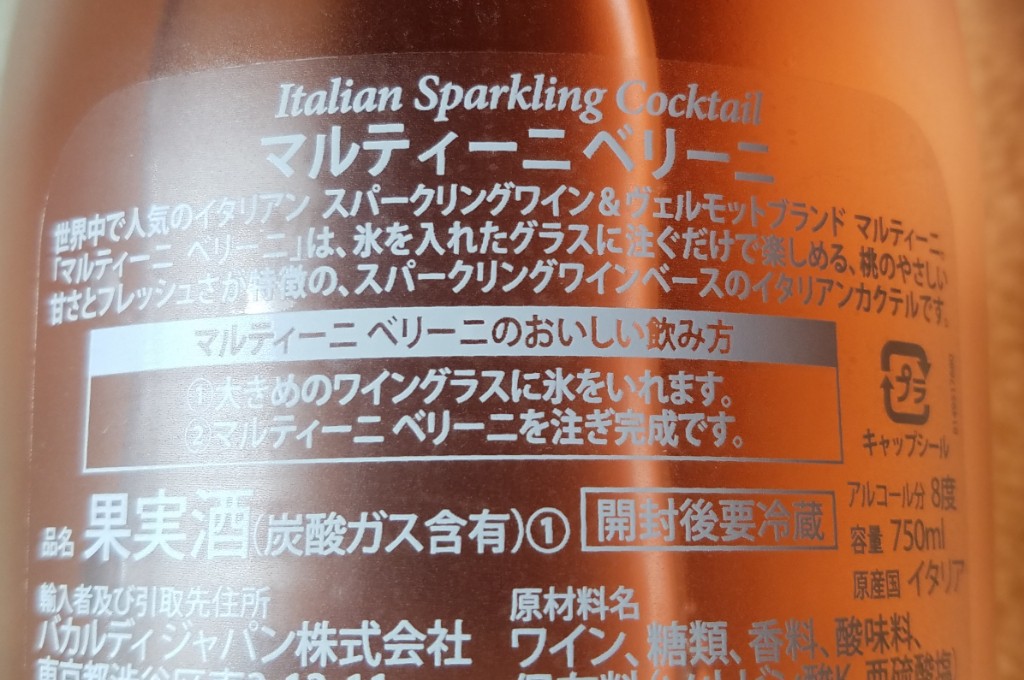 Italian Sparkling Cocktail
マルティーニ ベリーニ
世界中で人気のイタリアン スパークリングワイン&ヴェルモットブランド マルティーニ。
「マルティーニ ベリーニ」は、氷を入れたグラスに注ぐだけで楽しめる、桃のやさしい
甘さとフレッシュさが特徴の、スパークリングワインベースのイタリアンカクテルです。
マルティーニ ベリーニのおいしい飲み方
①大きめのワイングラスに氷をいれます。
②マルティーニ ベリーニを注ぎ完成です。
プラ
キャップシール
品名 果実酒(炭酸ガス含有)①
開封後要冷蔵
アルコール分 8度
容量 750ml
原産国 イタリア
輸入者及び引取先住所
バカルディ ジャパン株式会社
東京都渋谷区東3-13-11
原材料名
ワイン、糖類、香料、酸味料、